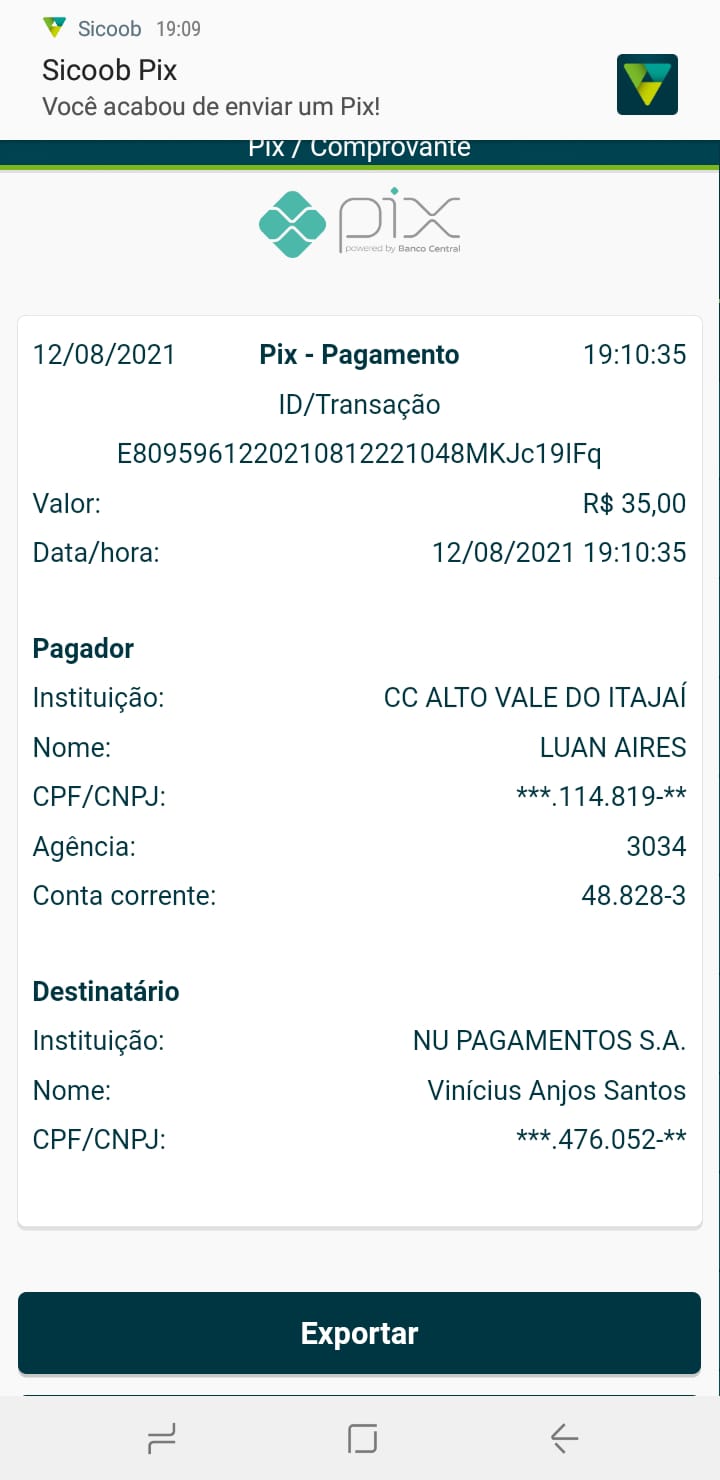 Sicoob 19:09
Sicoob Pix
Você acabou de enviar um Pix!
Pix / Comprovante
pix
powered by Banco Central
12/08/2021 Pix - Pagamento 19:10:35
ID/Transação
E8095961220210812221048MKJc19IFq
Valor: R$ 35,00
Data/hora: 12/08/2021 19:10:35
Pagador
Instituição: CC ALTO VALE DO ITAJAÍ
Nome: LUAN AIRES
CPF/CNPJ: ***.114.819-**
Agência: 3034
Conta corrente: 48.828-3
Destinatário
Instituição: NU PAGAMENTOS S.A.
Nome: Vinícius Anjos Santos
CPF/CNPJ: ***.476.052-**
Exportar